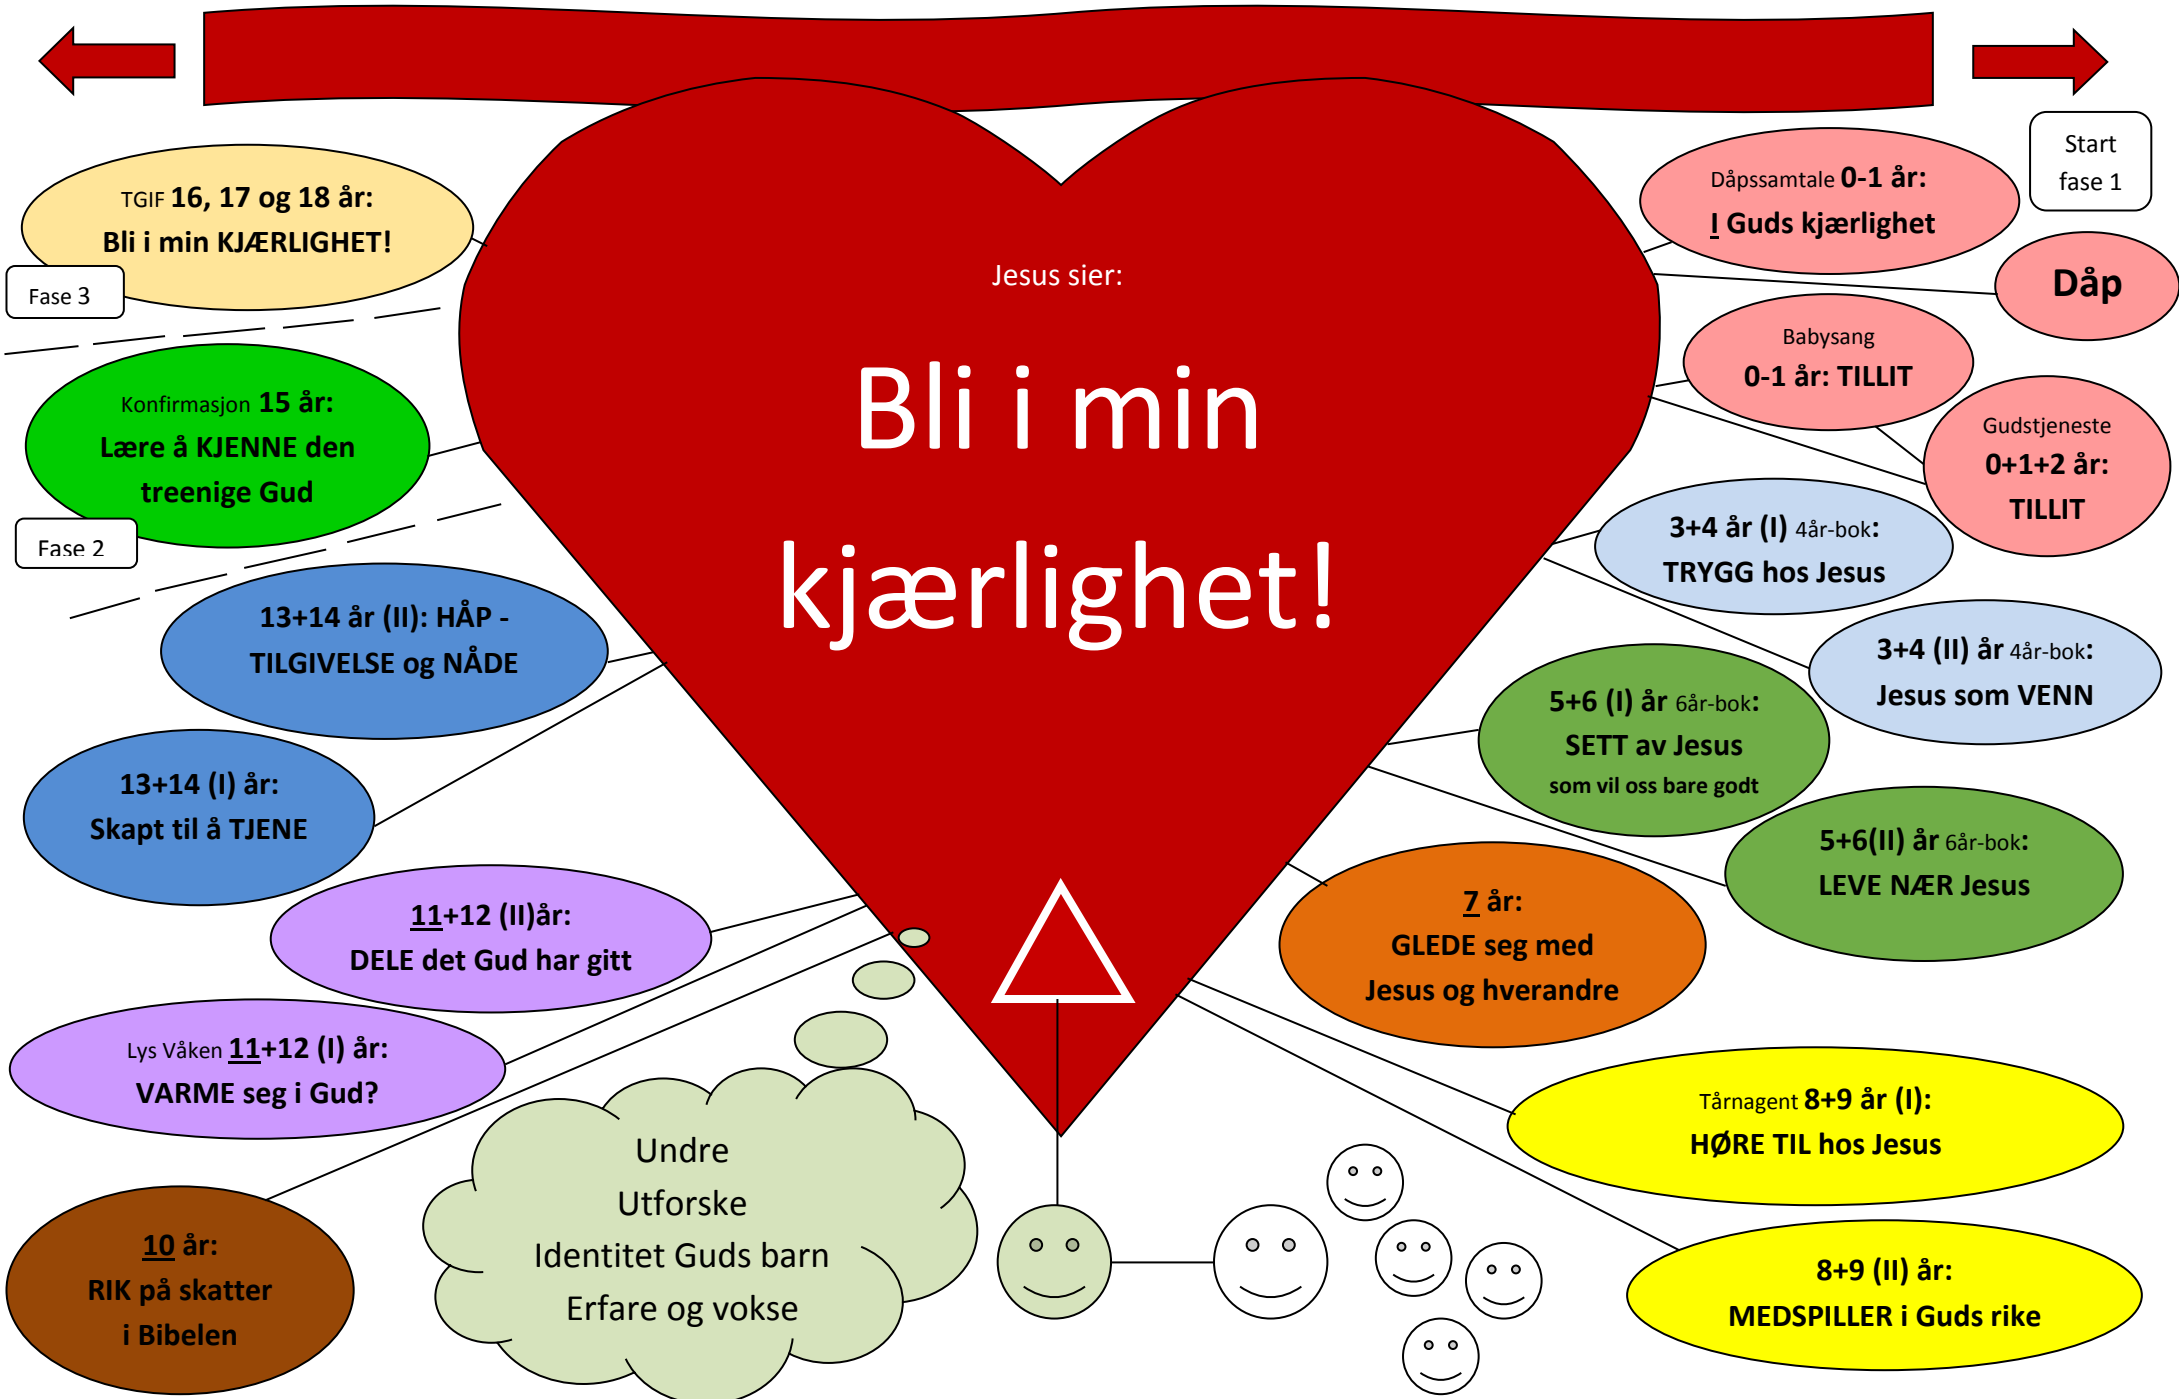 Jesus sier:
Bli i min
kjærlighet!
Start
fase 1
Dåpssamtale 0-1 år:
I Guds kjærlighet
Dåp
Babysang
0-1 år: TILLIT
Gudstjeneste
0+1+2 år:
TILLIT
3+4 år (I) 4år-bok:
TRYGG hos Jesus
3+4 (II) år 4år-bok:
Jesus som VENN
5+6 (I) år 6år-bok:
SETT av Jesus
som vil oss bare godt
5+6(II) år 6år-bok:
LEVE NÆR Jesus
7 år:
GLEDE seg med
Jesus og hverandre
Tårnagent 8+9 år (I):
HØRE TIL hos Jesus
8+9 (II) år:
MEDSPILLER i Guds rike
Undre
Utforske
Identitet Guds barn
Erfare og vokse
10 år:
RIK på skatter
i Bibelen
Lys Våken 11+12 (I) år:
VARME seg i Gud?
11+12 (II)år:
DELE det Gud har gitt
13+14 (I) år:
Skapt til å TJENE
13+14 år (II): HÅP -
TILGIVELSE og NÅDE
Fase 2
Konfirmasjon 15 år:
Lære å KJENNE den
treenige Gud
Fase 3
TGIF 16, 17 og 18 år:
Bli i min KJÆRLIGHET!